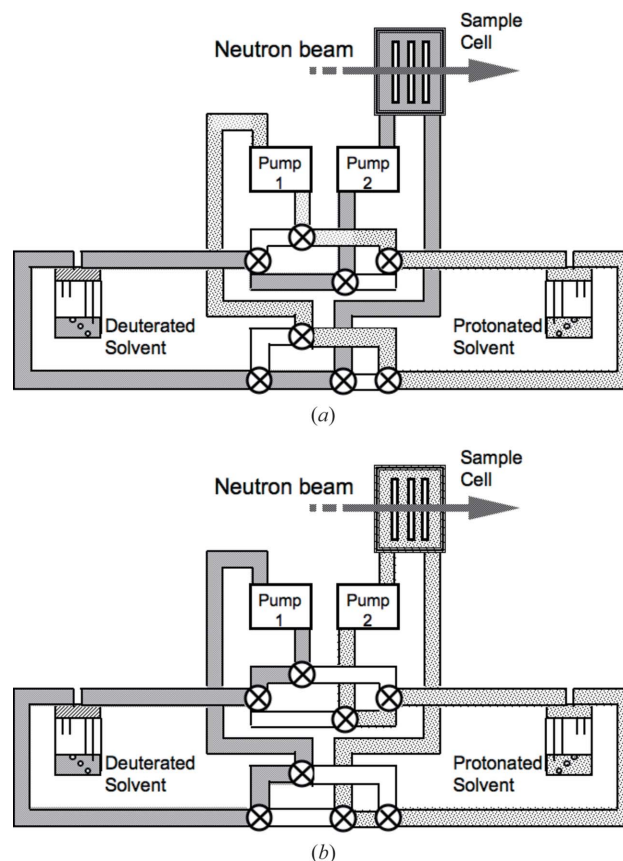 Sample
Cell
Neutron beam
Pump
1
Pump
2
Deuterated
Solvent
Protonated
Solvent
(a)
Sample
Cell
Neutron beam
Pump
1
Pump
2
Deuterated
Solvent
Protonated
Solvent
(b)